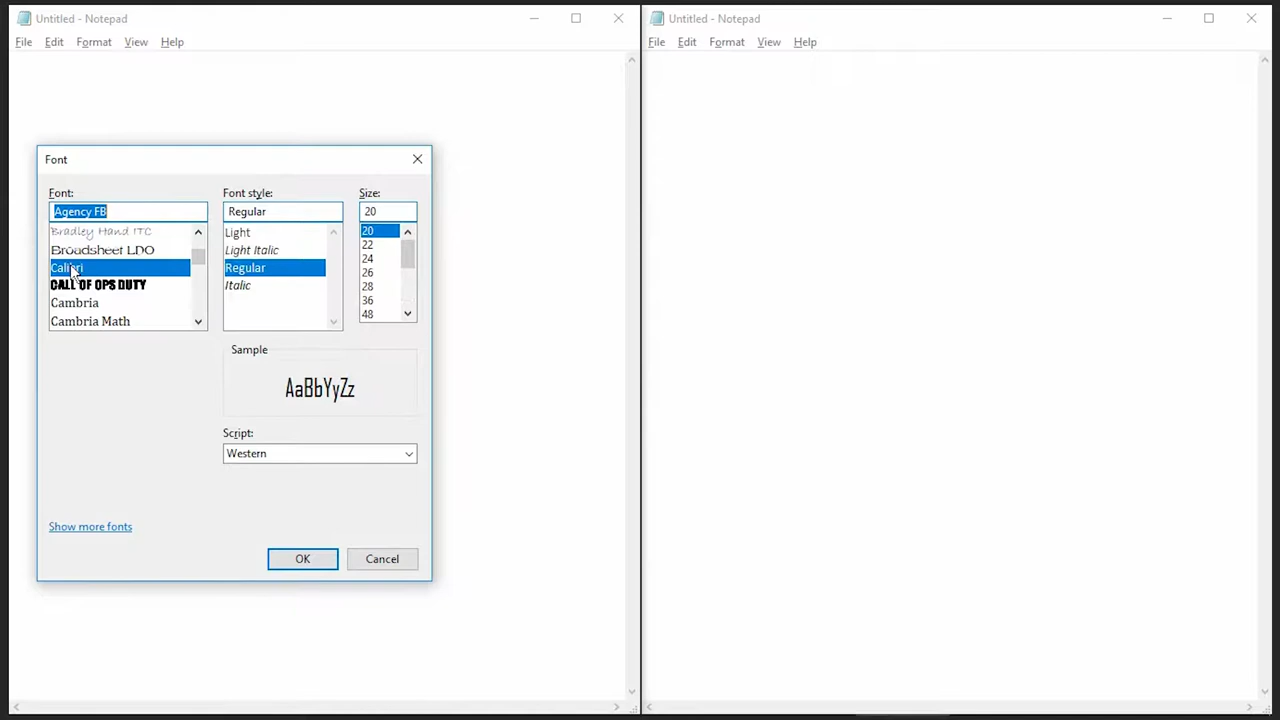 Untitled - Notepad
File Edit Format View Help
Font
Font: Font style: Size:
Agency FB Regular 20
Bradley Hand ITC
Broadsheet LDO
Calibri
CALL OF OPS DUTY
Cambria
Cambria Math
Light
Light Italic
Regular
Italic
20
22
24
26
28
36
48
Sample
AaBbYyZz
Script:
Western
Show more fonts
OK Cancel
Untitled - Notepad
File Edit Format View Help